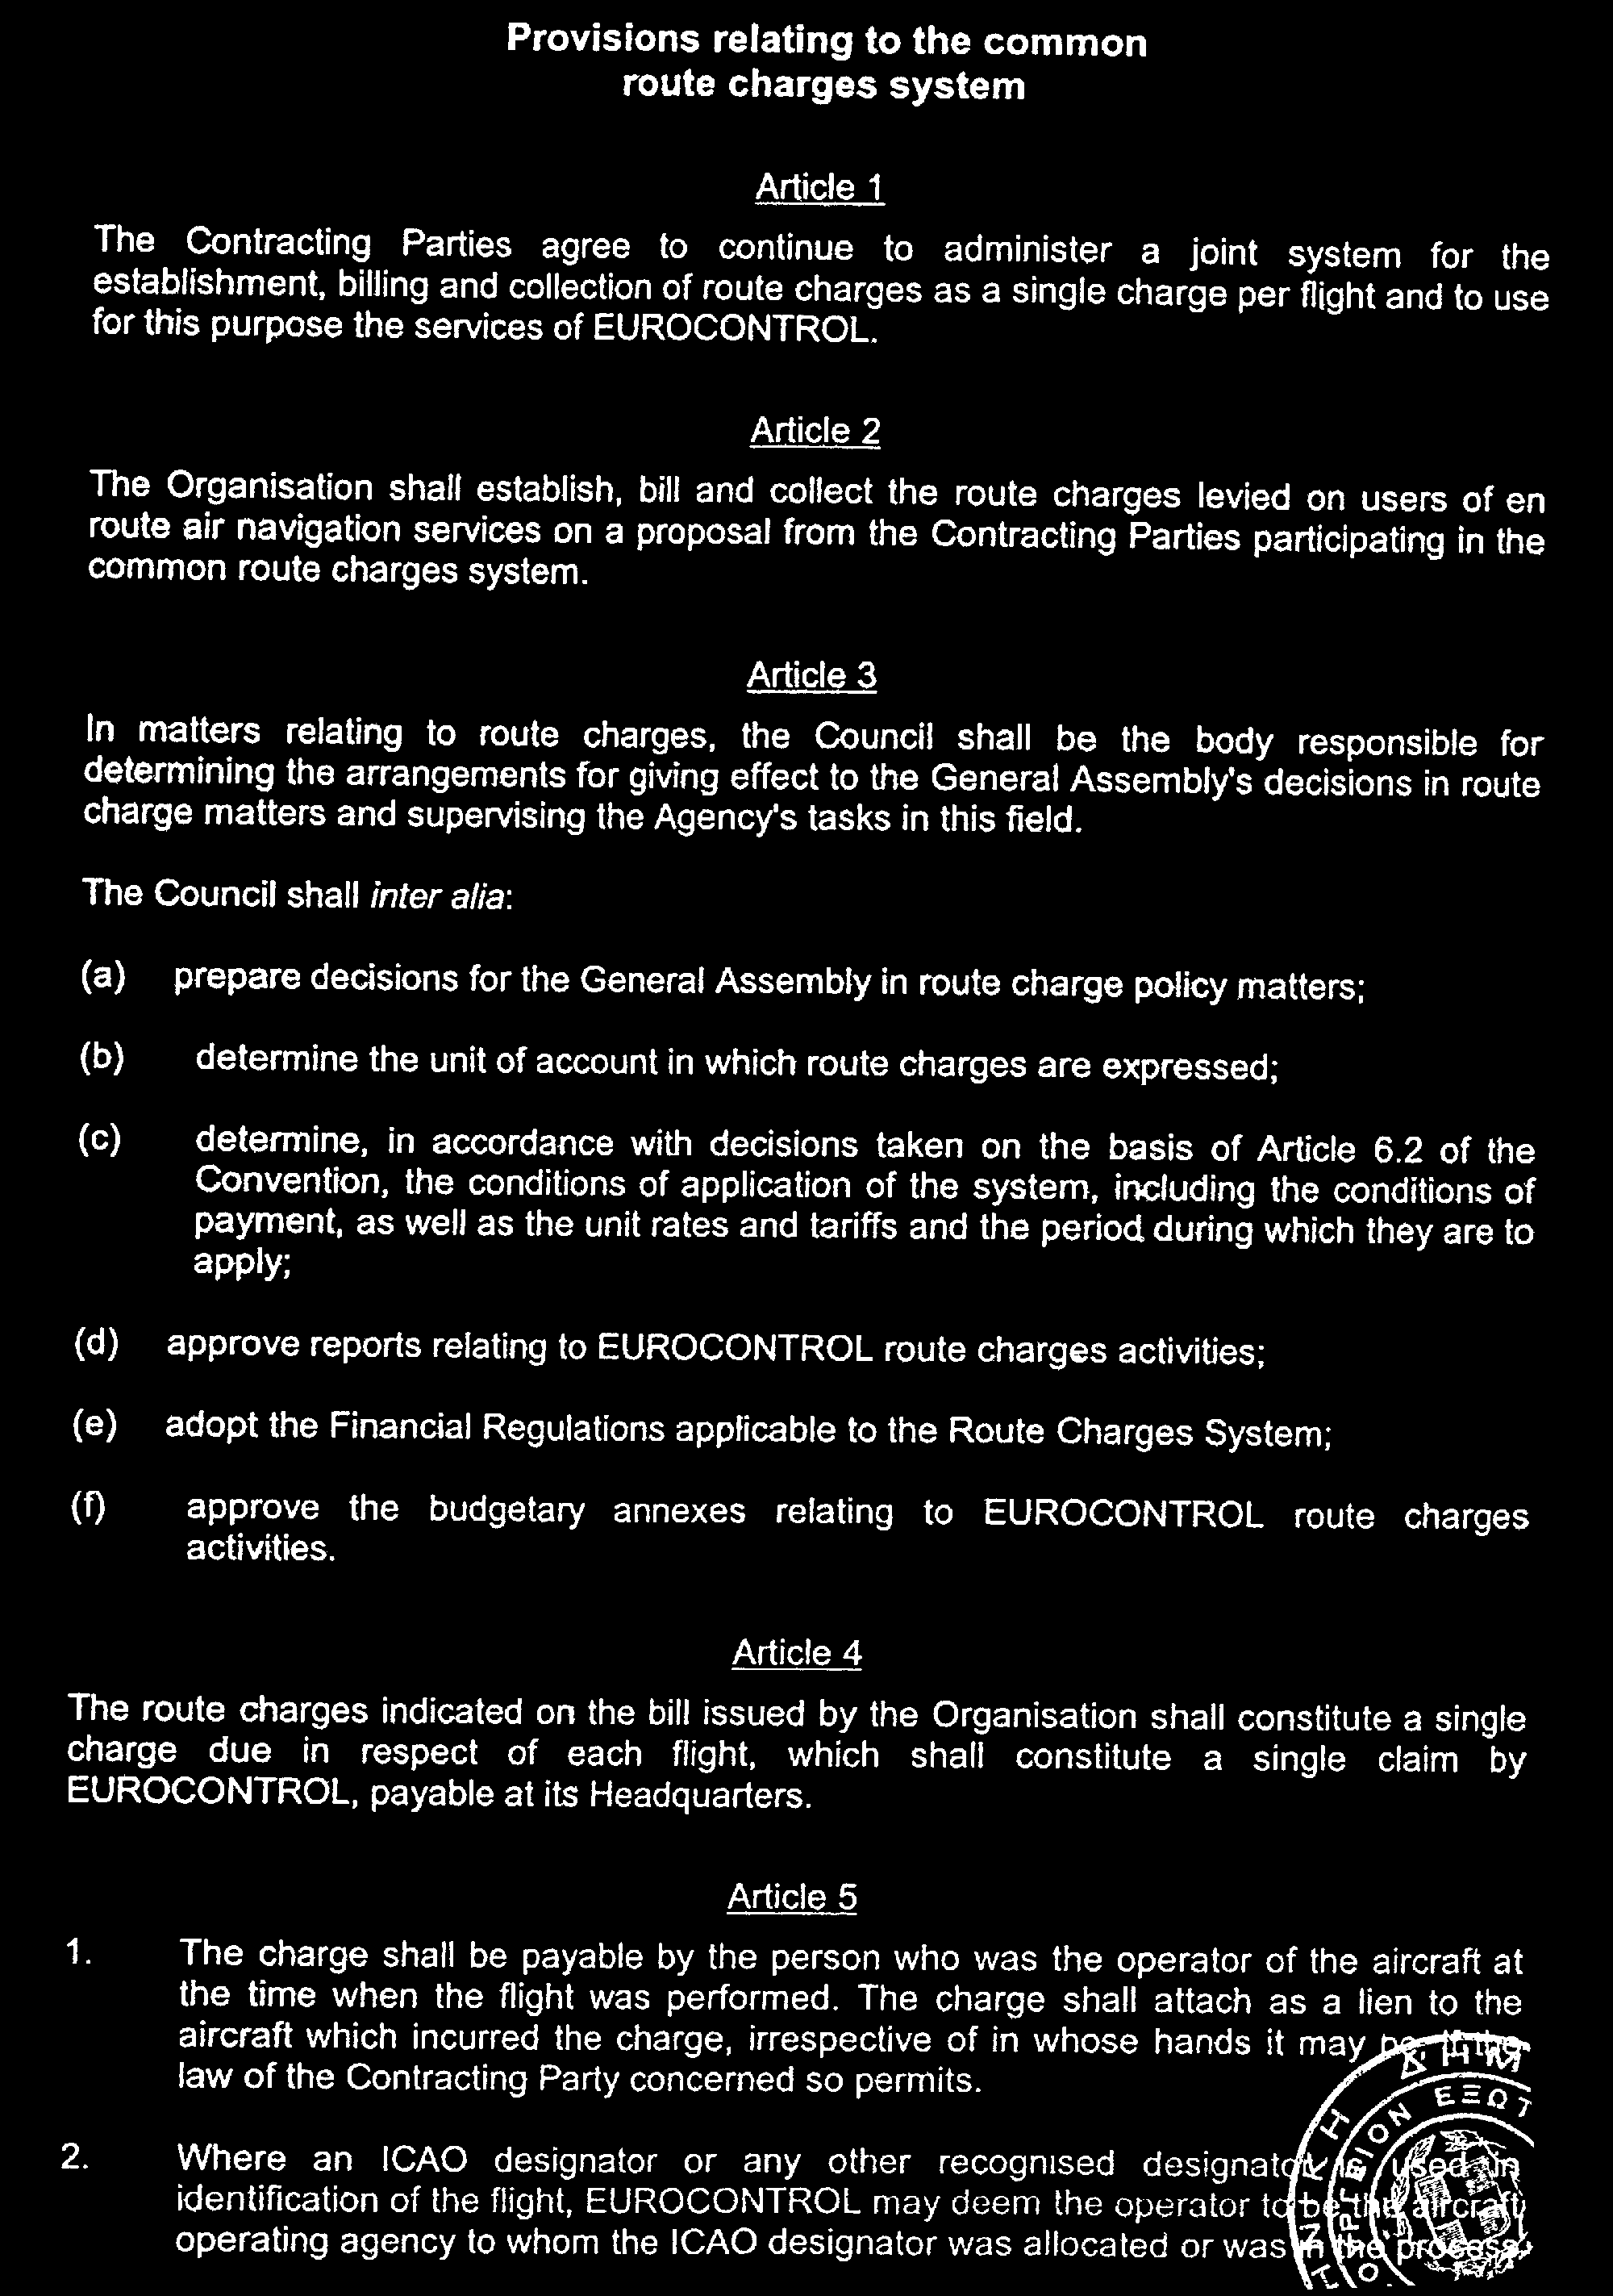 Provisions relating to the common
route charges system
Article 1
The Contracting Parties agree to continue to administer a joint system for the
establishment, billing and collection of route charges as a single charge per flight and to use
for this purpose the services of EUROCONTROL.
Article 2
The Organisation shall establish, bill and collect the route charges levied on users of en
route air navigation services on a proposal from the Contracting Parties participating in the
common route charges system.
Article 3
In matters relating to route charges, the Council shall be the body responsible for
determining the arrangements for giving effect to the General Assembly's decisions in route
charge matters and supervising the Agency's tasks in this field.
The Council shall inter alia:
(a) prepare decisions for the General Assembly in route charge policy matters;
(b) determine the unit of account in which route charges are expressed;
(c) determine, in accordance with decisions taken on the basis of Article 6.2 of the
Convention, the conditions of application of the system, including the conditions of
payment, as well as the unit rates and tariffs and the period during which they are to
apply;
(d) approve reports relating to EUROCONTROL route charges activities;
(e) adopt the Financial Regulations applicable to the Route Charges System;
(f) approve the budgetary annexes relating to EUROCONTROL route charges
activities.
Article 4
The route charges indicated on the bill issued by the Organisation shall constitute a single
charge due in respect of each flight, which shall constitute a single claim by
EUROCONTROL, payable at its Headquarters.
Article 5
1. The charge shall be payable by the person who was the operator of the aircraft at
the time when the flight was performed. The charge shall attach as a lien to the
aircraft which incurred the charge, irrespective of in whose hands it may be, if the
law of the Contracting Party concerned so permits.
2. Where an ICAO designator or any other recognised designator is used in
identification of the flight, EUROCONTROL may deem the operator to be the aircraft
operating agency to whom the ICAO designator was allocated or was in the process